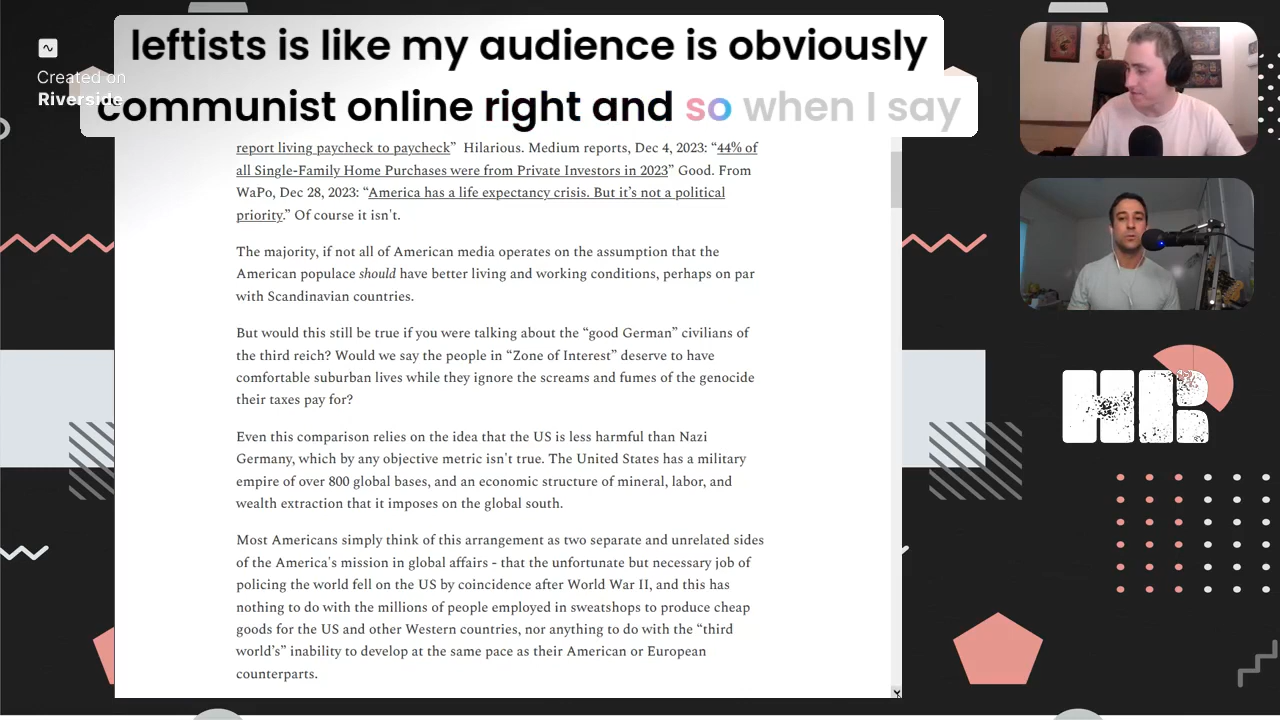 leftists is like my audience is obviously
communist online right and so when I say
Created on
Riverside
report living paycheck to paycheck”  Hilarious. Medium reports, Dec 4, 2023: “44% of
all Single-Family Home Purchases were from Private Investors in 2023” Good. From
WaPo, Dec 28, 2023: “America has a life expectancy crisis. But it’s not a political
priority.” Of course it isn't.
The majority, if not all of American media operates on the assumption that the
American populace should have better living and working conditions, perhaps on par
with Scandinavian countries.
But would this still be true if you were talking about the “good German” civilians of
the third reich? Would we say the people in “Zone of Interest” deserve to have
comfortable suburban lives while they ignore the screams and fumes of the genocide
their taxes pay for?
Even this comparison relies on the idea that the US is less harmful than Nazi
Germany, which by any objective metric isn't true. The United States has a military
empire of over 800 global bases, and an economic structure of mineral, labor, and
wealth extraction that it imposes on the global south.
Most Americans simply think of this arrangement as two separate and unrelated sides
of the America's mission in global affairs - that the unfortunate but necessary job of
policing the world fell on the US by coincidence after World War II, and this has
nothing to do with the millions of people employed in sweatshops to produce cheap
goods for the US and other Western countries, nor anything to do with the “third
world’s” inability to develop at the same pace as their American or European
counterparts.
HR